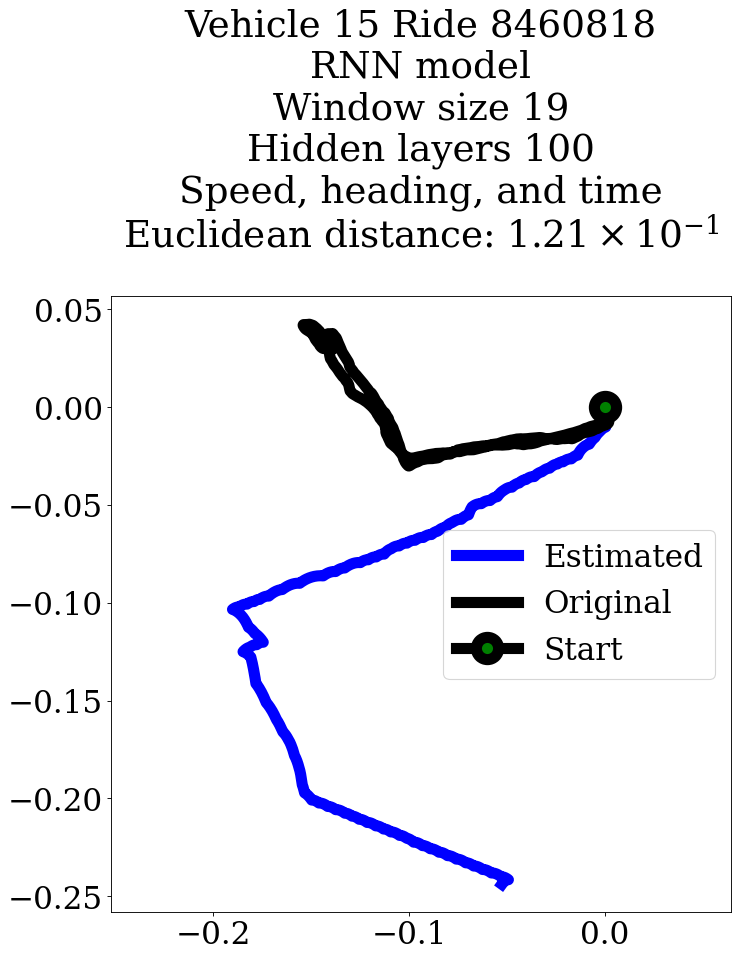 Vehicle 15 Ride 8460818
RNN model
Window size 19
Hidden layers 100
Speed, heading, and time
Euclidean distance: 1.21 × 10⁻¹
0.05
0.00
−0.05
−0.10
−0.15
−0.20
−0.25
Estimated
Original
Start
−0.2 −0.1 0.0